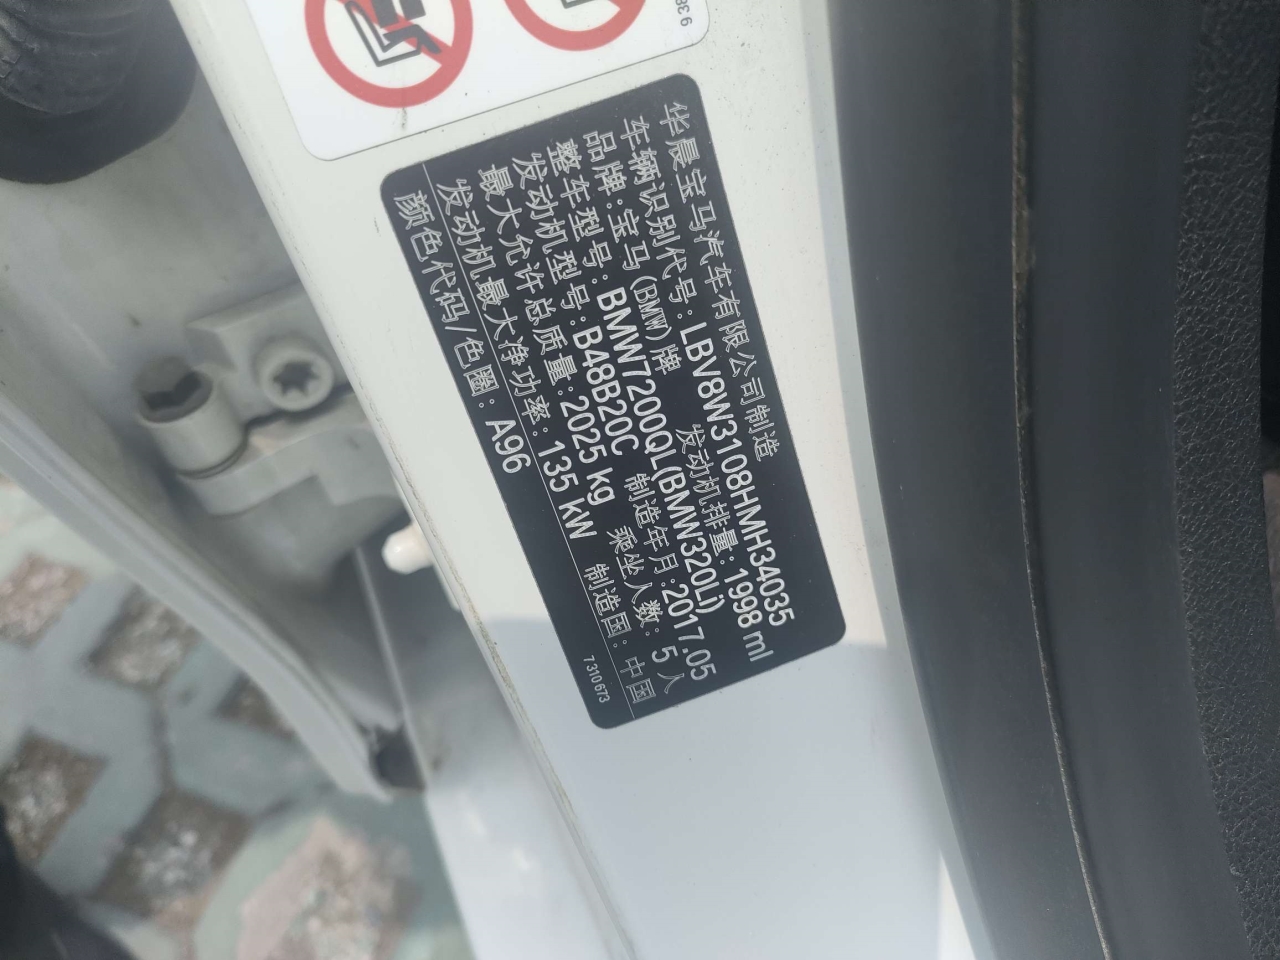 华晨宝马汽车有限公司制造
车辆识别代号: LBV8W3108HMH34035
品牌: 宝马(BMW)牌 发动机排量: 1998 ml
整车型号: BMW7200QL(BMW320Li)
发动机型号: B48B20C 制造年月: 2017.05
最大允许总质量: 2025 kg 乘坐人数: 5 人
发动机最大净功率: 135 kW 制造国: 中国
颜色代码/色圈: A96
7310673